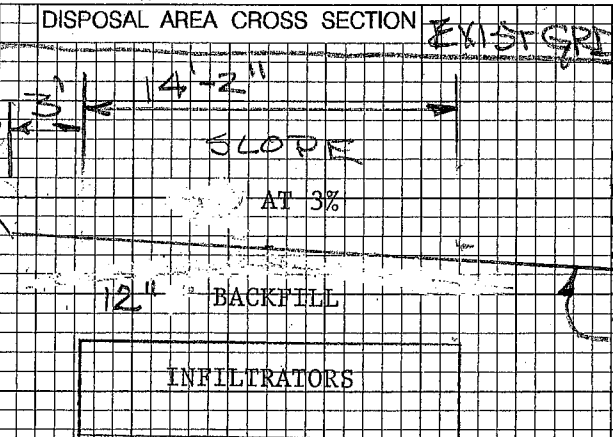 DISPOSAL AREA CROSS SECTION
EXIST GRD
3'
14'-2"
SLOPE
AT 3%
12" BACKFILL
INFILTRATORS